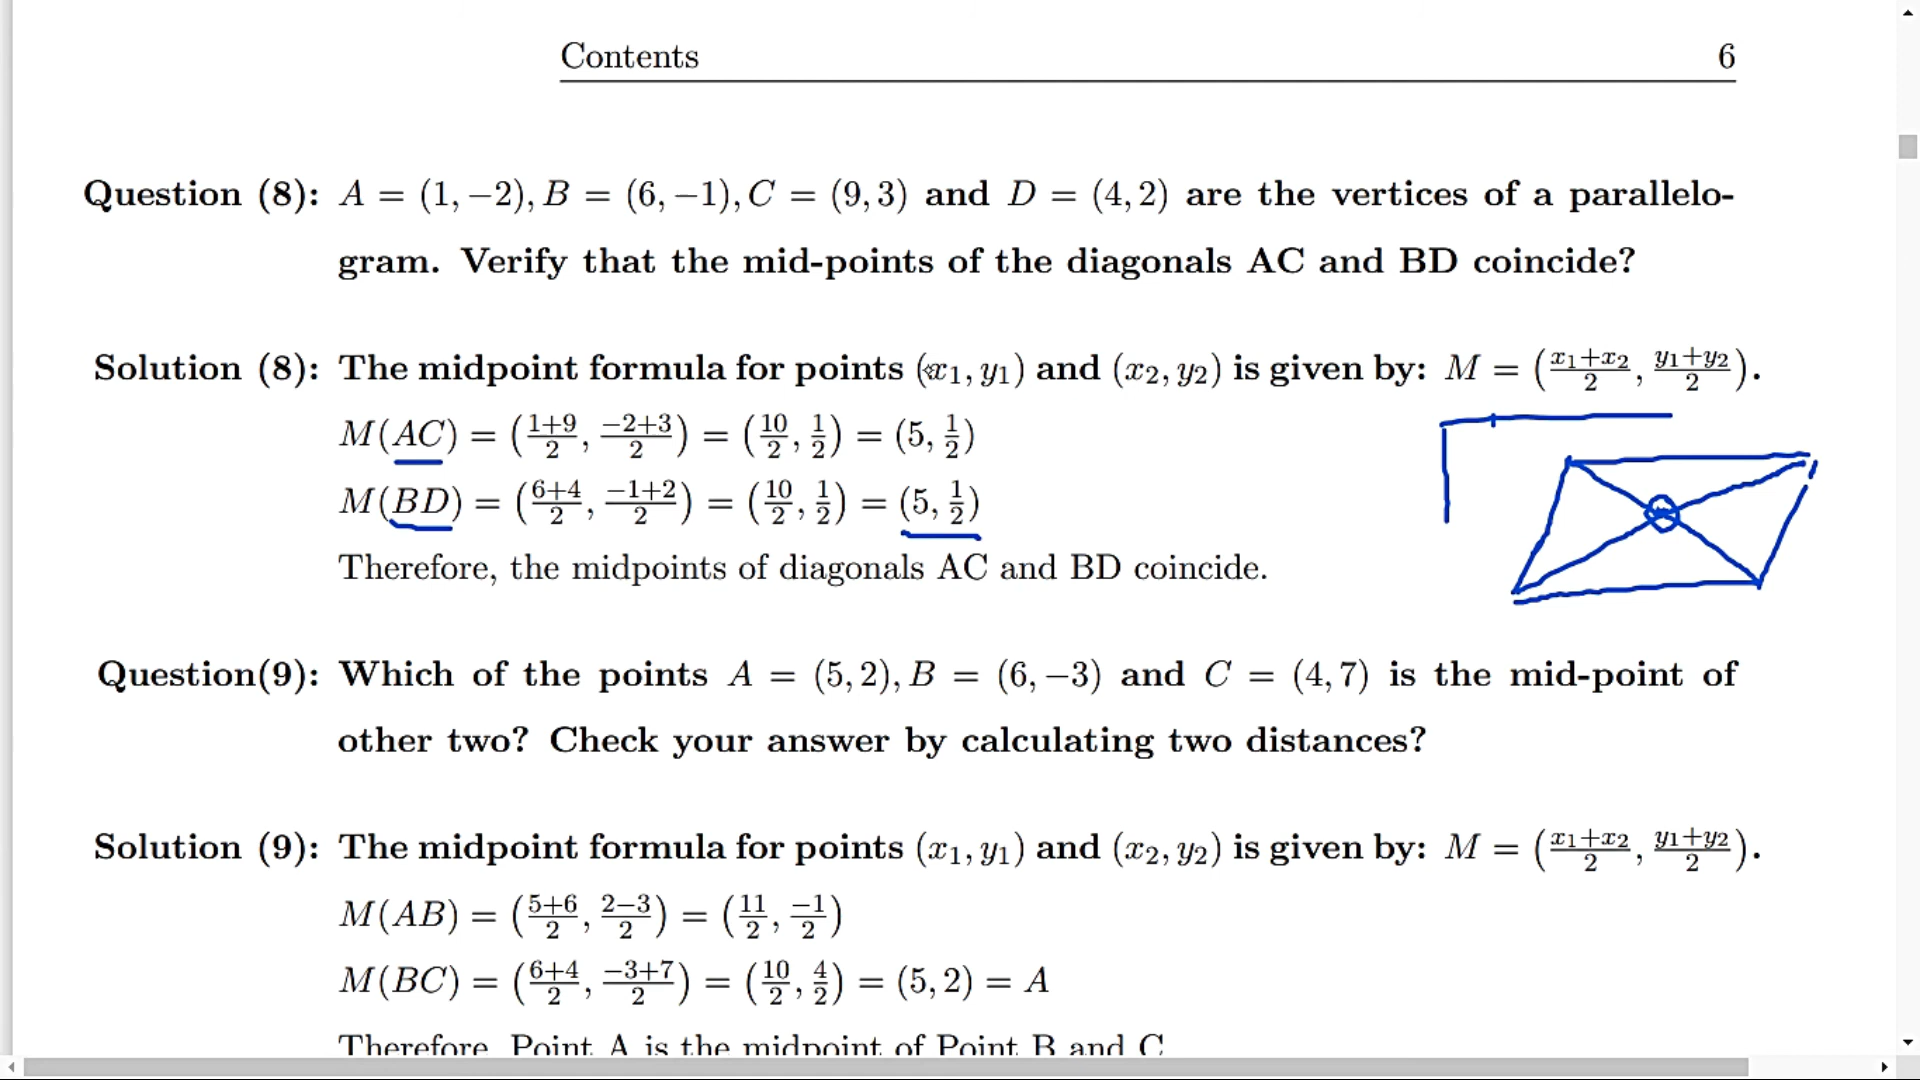 Contents 6
Question (8): A = (1, −2), B = (6, −1), C = (9, 3) and D = (4, 2) are the vertices of a parallelo-
gram. Verify that the mid-points of the diagonals AC and BD coincide?
Solution (8): The midpoint formula for points (x₁, y₁) and (x₂, y₂) is given by: M = (x₁+x₂/2, y₁+y₂/2).
M(AC) = (1+9/2, −2+3/2) = (10/2, 1/2) = (5, 1/2)
M(BD) = (6+4/2, −1+2/2) = (10/2, 1/2) = (5, 1/2)
Therefore, the midpoints of diagonals AC and BD coincide.
Question(9): Which of the points A = (5, 2), B = (6, −3) and C = (4, 7) is the mid-point of
other two? Check your answer by calculating two distances?
Solution (9): The midpoint formula for points (x₁, y₁) and (x₂, y₂) is given by: M = (x₁+x₂/2, y₁+y₂/2).
M(AB) = (5+6/2, 2−3/2) = (11/2, −1/2)
M(BC) = (6+4/2, −3+7/2) = (10/2, 4/2) = (5, 2) = A
Therefore, Point A is the midpoint of Point B and C